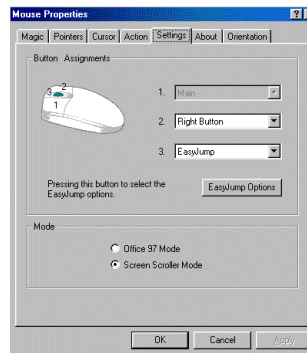 Mouse Properties
Magic Pointers Cursor Action Settings About Orientation
Button Assignments
3 2
1
1. Main
2. Right Button
3. EasyJump
Pressing this button to select the
EasyJump options.
EasyJump Options
Mode
Office 97 Mode
Screen Scroller Mode
OK Cancel Apply